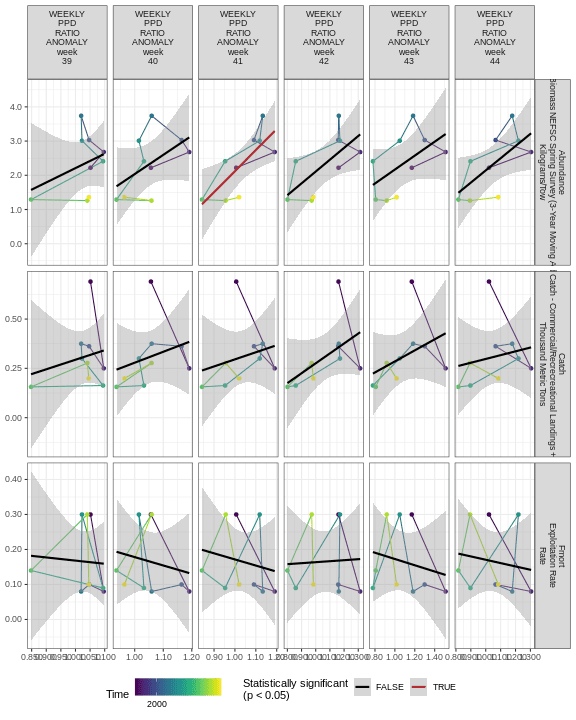 WEEKLY PPD RATIO ANOMALY week 39
WEEKLY PPD RATIO ANOMALY week 40
WEEKLY PPD RATIO ANOMALY week 41
WEEKLY PPD RATIO ANOMALY week 42
WEEKLY PPD RATIO ANOMALY week 43
WEEKLY PPD RATIO ANOMALY week 44
4.0
3.0
2.0
1.0
0.0
Abundance
Biomass NEFSC Spring Survey (3-Year Moving A
Kilograms/Tow
0.50
0.25
0.00
Catch
Catch - Commercial/Recreational Landings +
Thousand Metric Tons
0.40
0.30
0.20
0.10
0.00
Fmort
Exploitation Rate
Rate
1.00 1.10 1.20
0.90 1.00 1.10
0.80 1.00 1.20 1.40
Time
2000
Statistically significant
(p < 0.05)
FALSE
TRUE